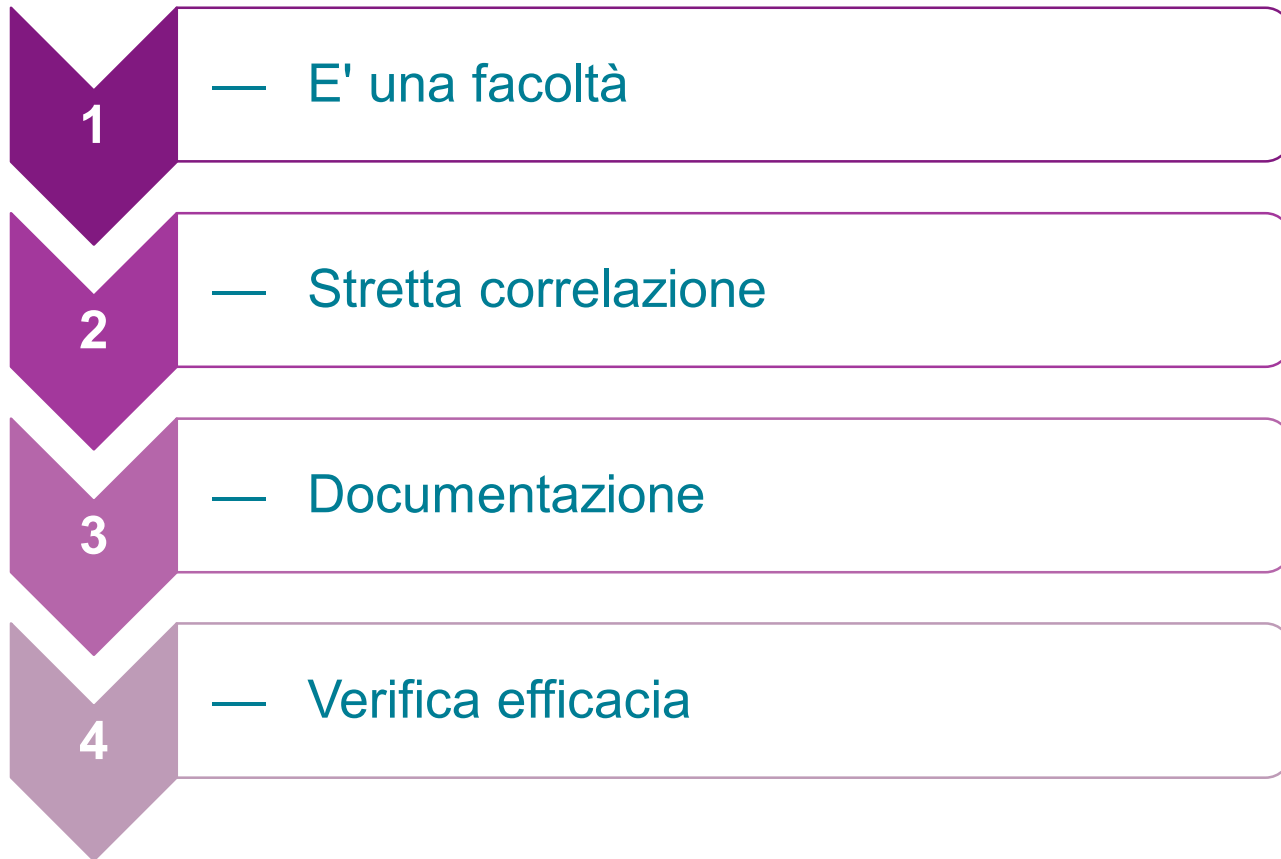 1 — E' una facoltà
2 — Stretta correlazione
3 — Documentazione
4 — Verifica efficacia